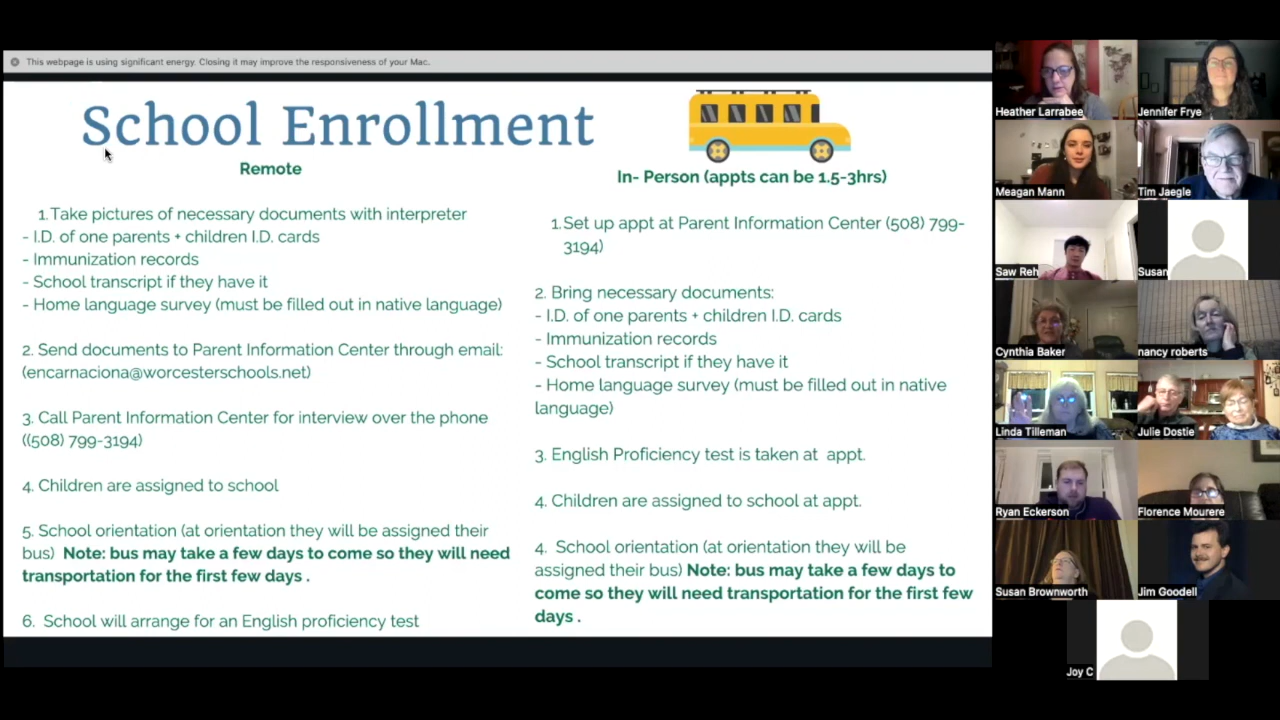 This webpage is using significant energy. Closing it may improve the responsiveness of your Mac.
School Enrollment
Remote
1. Take pictures of necessary documents with interpreter
- I.D. of one parents + children I.D. cards
- Immunization records
- School transcript if they have it
- Home language survey (must be filled out in native language)
2. Send documents to Parent Information Center through email:
(encarnaciona@worcesterschools.net)
3. Call Parent Information Center for interview over the phone
((508) 799-3194)
4. Children are assigned to school
5. School orientation (at orientation they will be assigned their
bus) Note: bus may take a few days to come so they will need
transportation for the first few days .
6. School will arrange for an English proficiency test
In- Person (appts can be 1.5-3hrs)
1. Set up appt at Parent Information Center (508) 799-
3194)
2. Bring necessary documents:
- I.D. of one parents + children I.D. cards
- Immunization records
- School transcript if they have it
- Home language survey (must be filled out in native
language)
3. English Proficiency test is taken at appt.
4. Children are assigned to school at appt.
4. School orientation (at orientation they will be
assigned their bus) Note: bus may take a few days to
come so they will need transportation for the first few
days .
Heather Larrabee
Jennifer Frye
Meagan Mann
Tim Jaegle
Saw Reh
Susan
Cynthia Baker
nancy roberts
Linda Tilleman
Julie Dostie
Ryan Eckerson
Florence Mourere
Susan Brownworth
Jim Goodell
Joy C